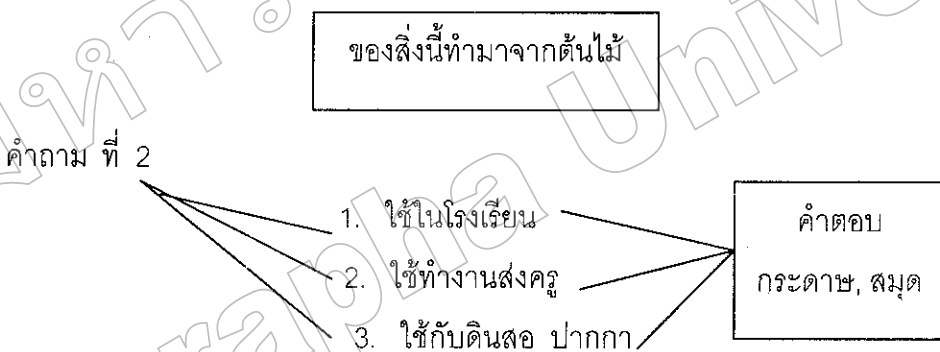 ของสิ่งนี้ทำมาจากต้นไม้
คำถาม ที่ 2
1. ใช้ในโรงเรียน
2. ใช้ทำงานส่งครู
3. ใช้กับดินสอ ปากกา
คำตอบ
กระดาษ, สมุด